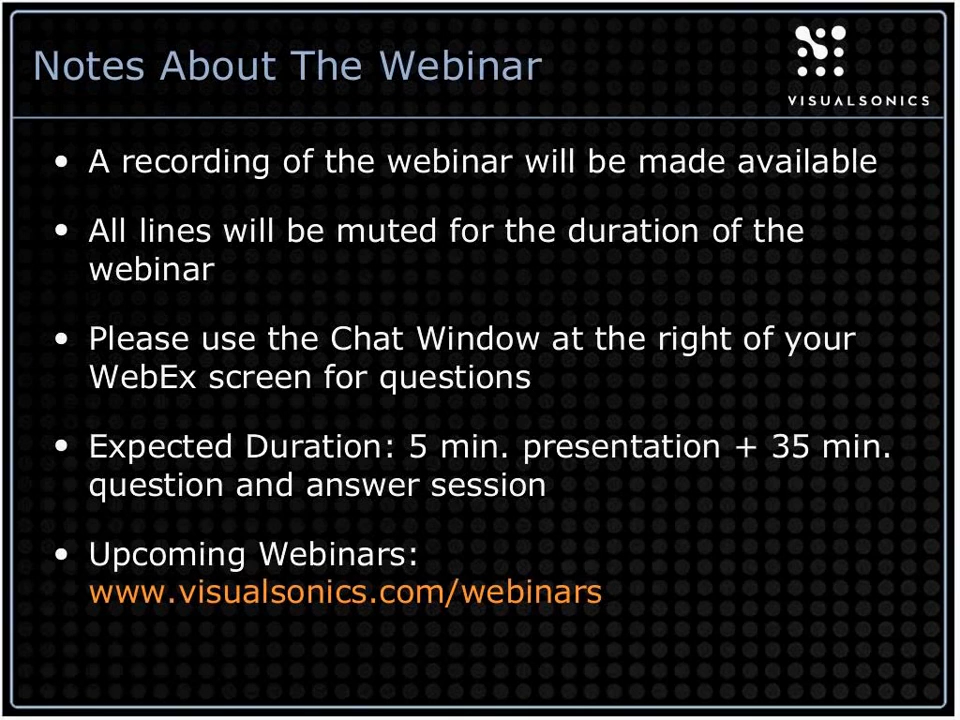 Notes About The Webinar
VISUALSONICS
• A recording of the webinar will be made available
• All lines will be muted for the duration of the
webinar
• Please use the Chat Window at the right of your
WebEx screen for questions
• Expected Duration: 5 min. presentation + 35 min.
question and answer session
• Upcoming Webinars:
www.visualsonics.com/webinars